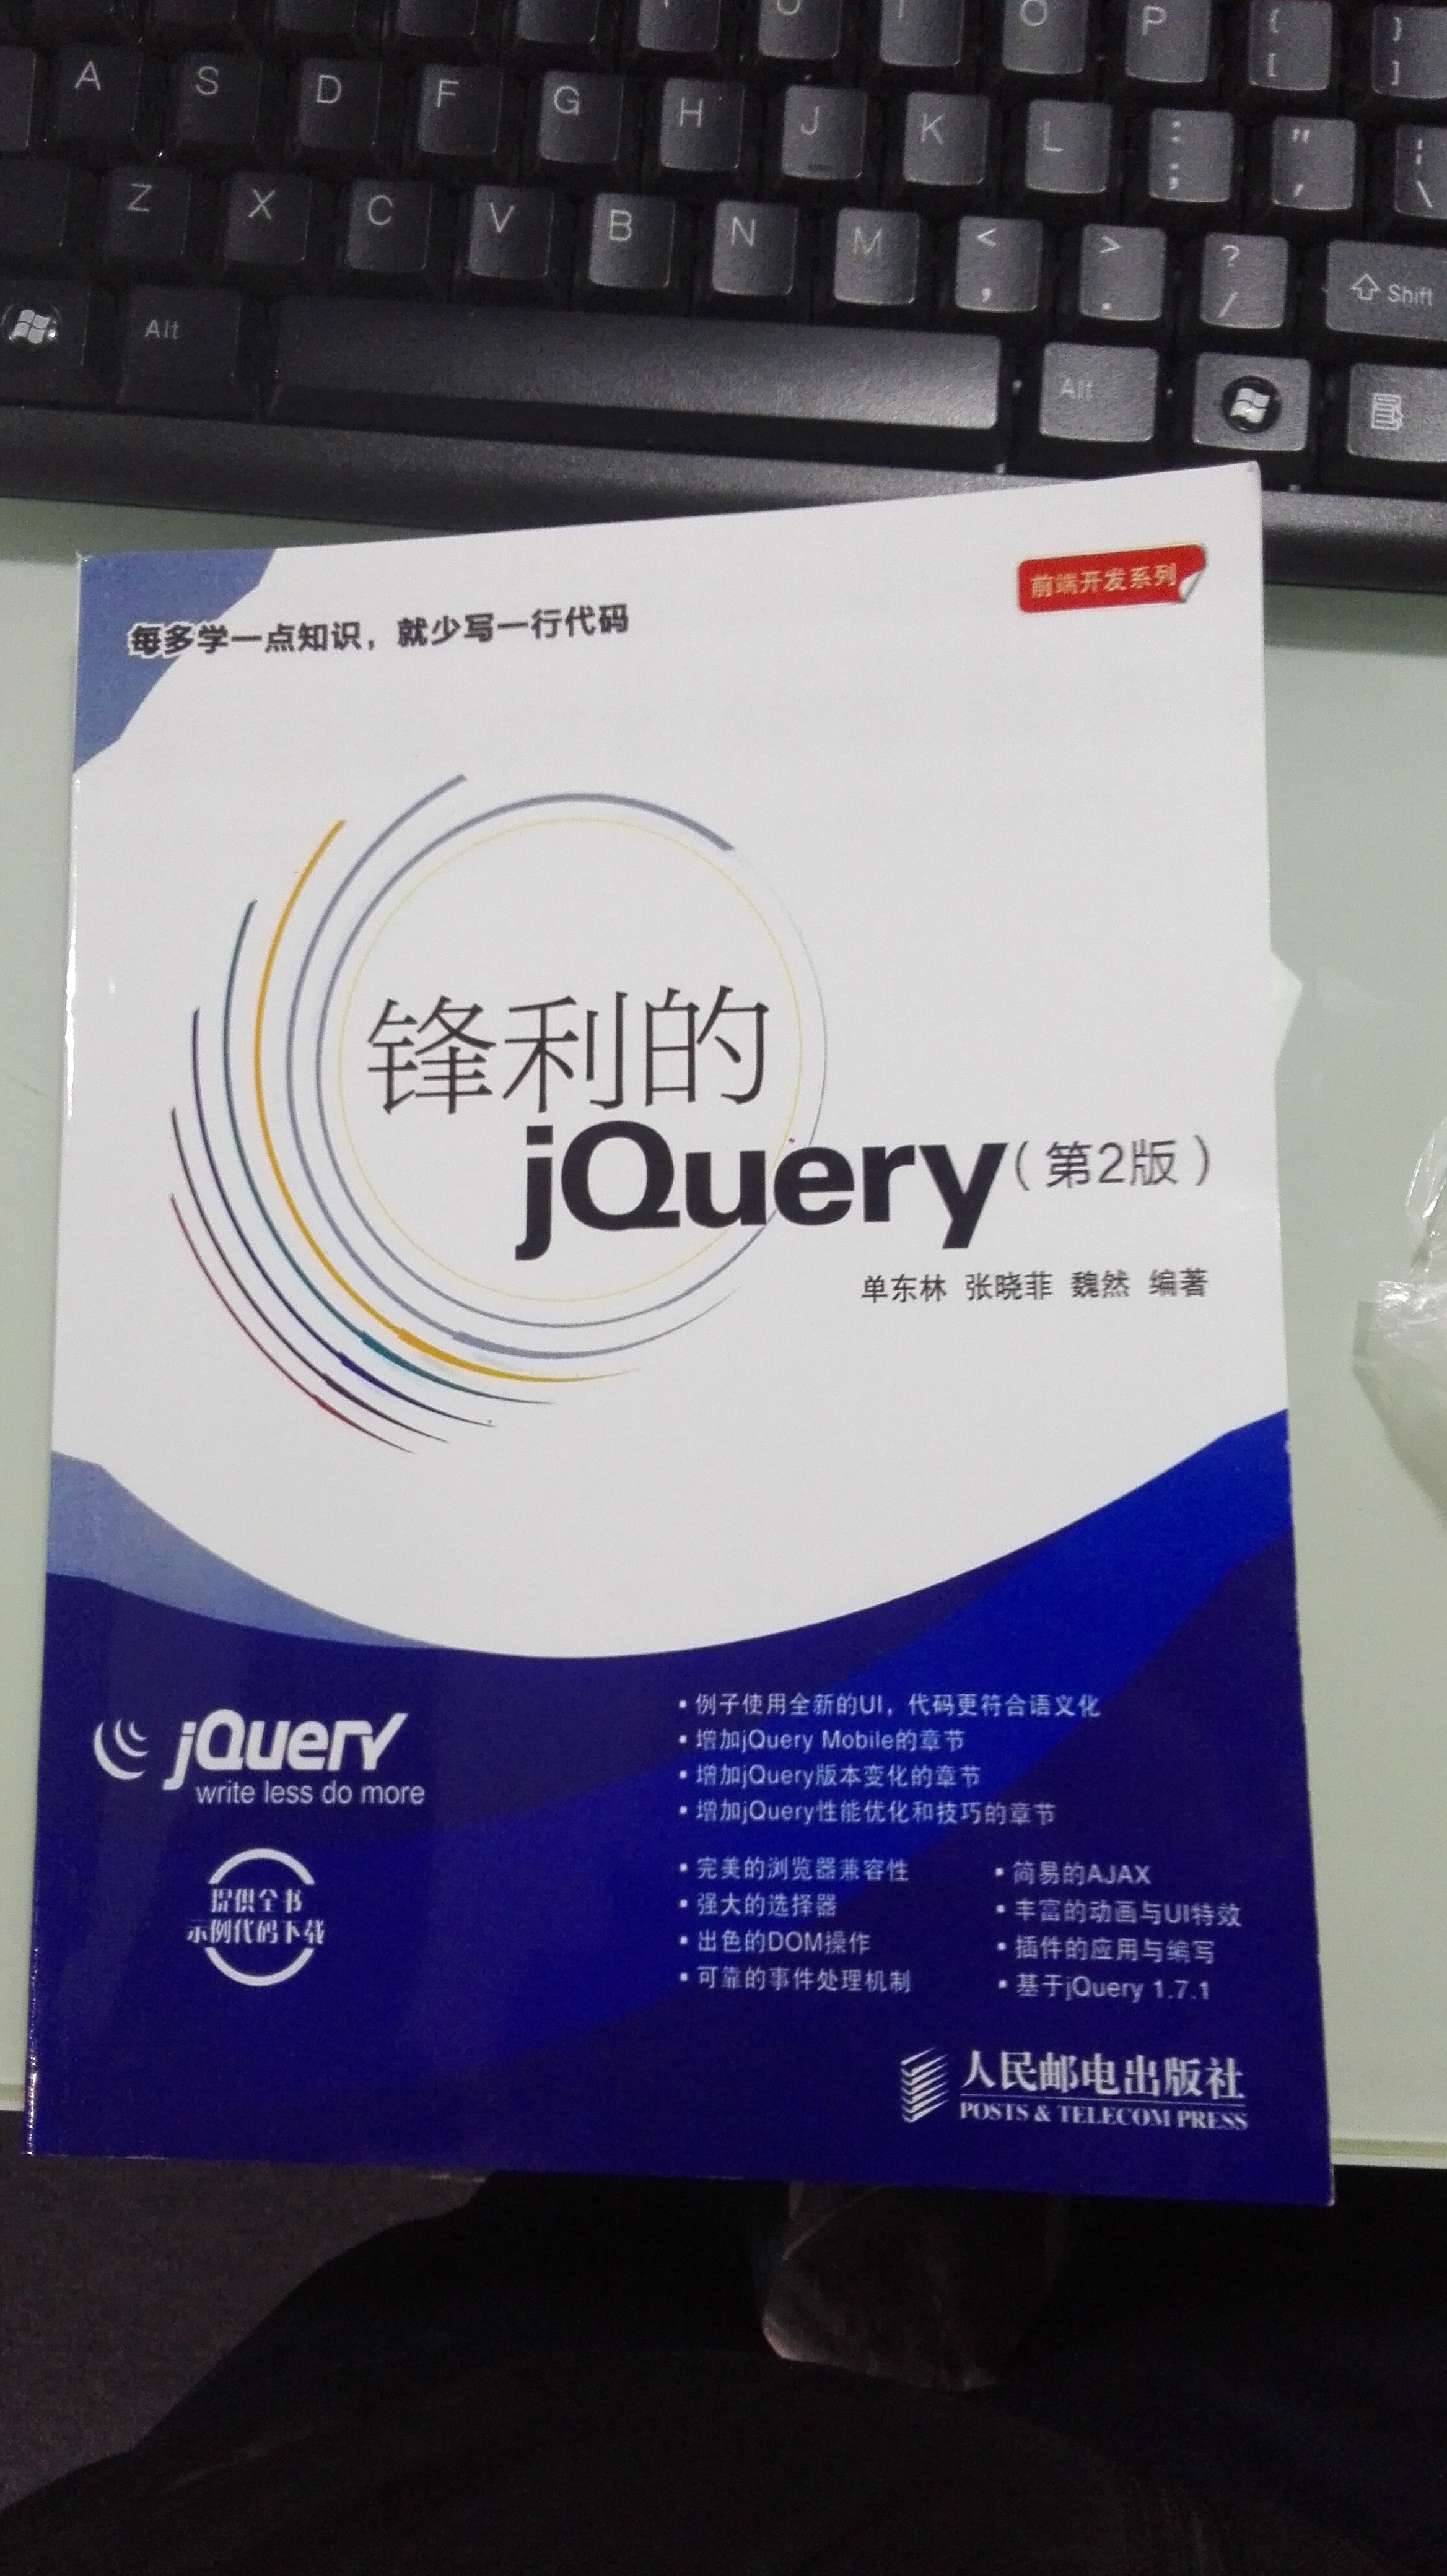 O P { }
[ ]
A S D F G H J K L : "
; ' \
Z X C V B N M < > ?
, . / Shift
Alt Alt
前端开发系列
每多学一点知识，就少写一行代码
锋利的
jQuery（第2版）
单东林 张晓菲 魏然 编著
jQuery
write less do more
提供全书
示例代码下载
▪ 例子使用全新的UI，代码更符合语义化
▪ 增加jQuery Mobile的章节
▪ 增加jQuery版本变化的章节
▪ 增加jQuery性能优化和技巧的章节
▪ 完美的浏览器兼容性
▪ 强大的选择器
▪ 出色的DOM操作
▪ 可靠的事件处理机制
▪ 简易的AJAX
▪ 丰富的动画与UI特效
▪ 插件的应用与编写
▪ 基于jQuery 1.7.1
人民邮电出版社
POSTS & TELECOM PRESS